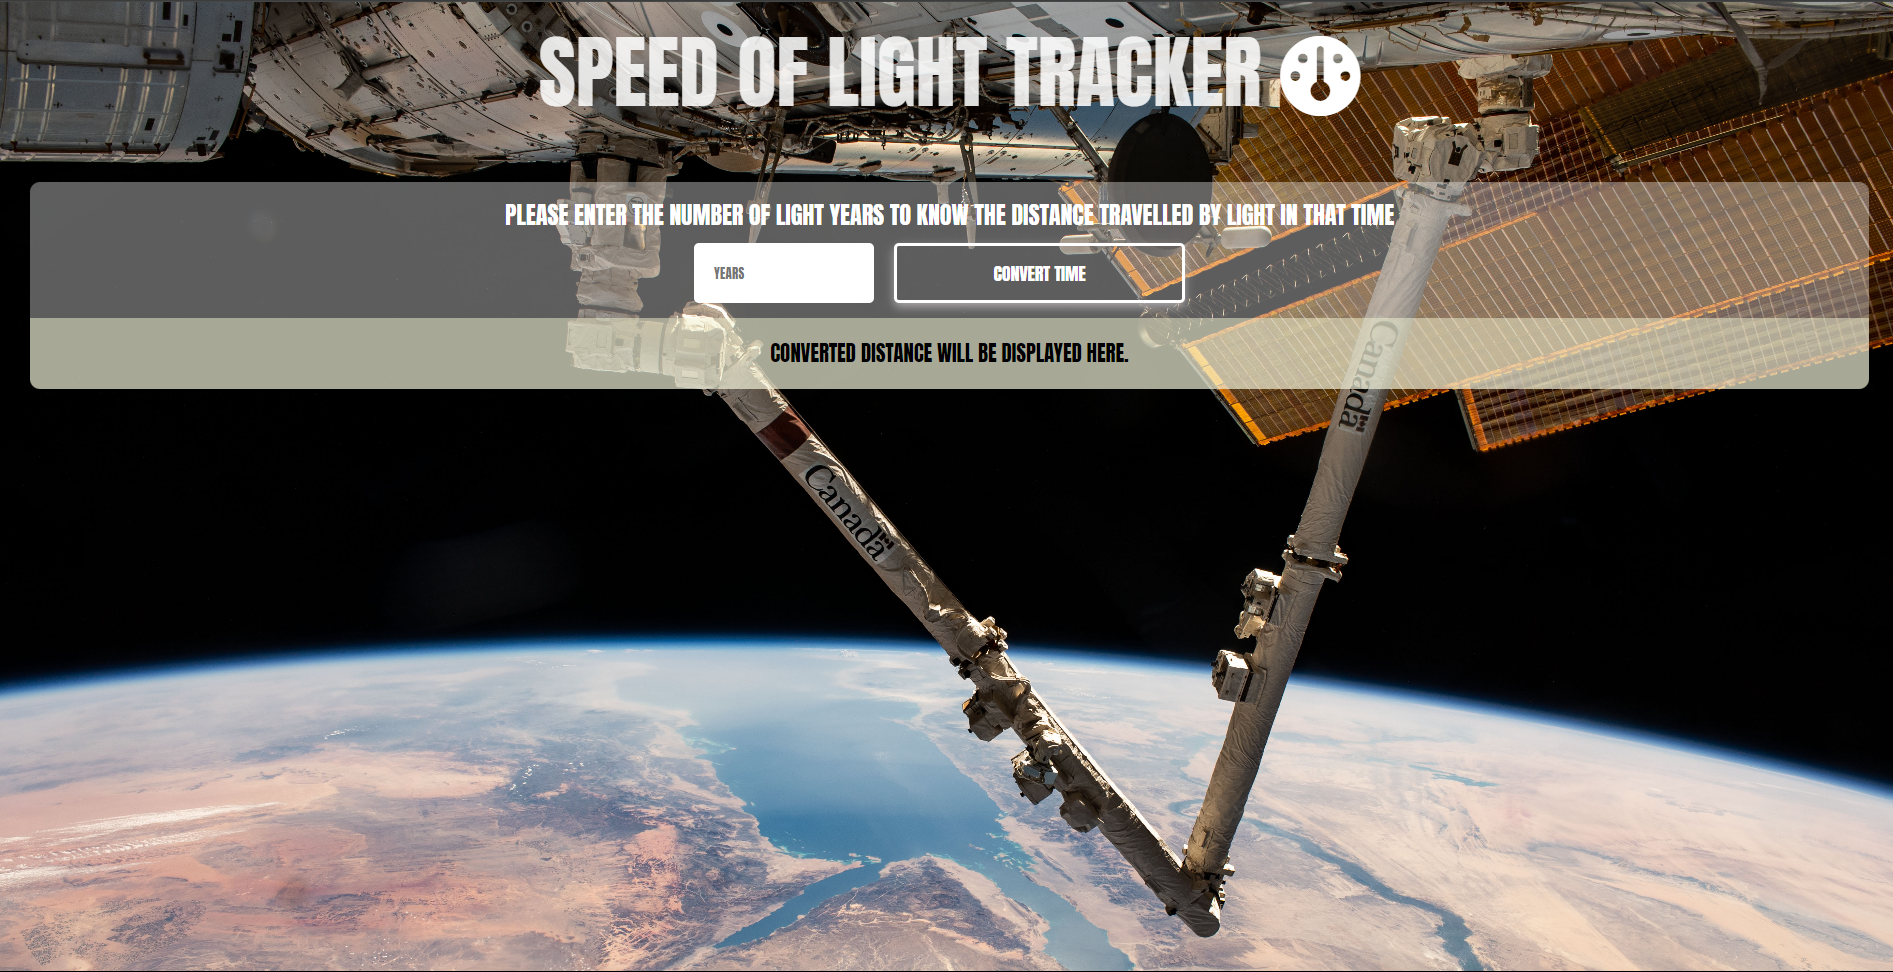 SPEED OF LIGHT TRACKER
PLEASE ENTER THE NUMBER OF LIGHT YEARS TO KNOW THE DISTANCE TRAVELLED BY LIGHT IN THAT TIME
YEARS
CONVERT TIME
CONVERTED DISTANCE WILL BE DISPLAYED HERE.
Canada
Canada